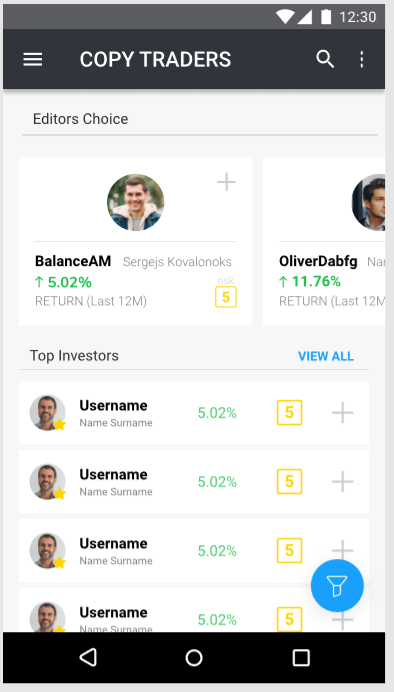 12:30
COPY TRADERS
Editors Choice
BalanceAM Sergejs Kovalonoks
5.02%
risk
5
RETURN (Last 12M)
OliverDabfg
11.76%
RETURN (Last 12M
Top Investors VIEW ALL
Username 5.02% 5
Name Surname
Username 5.02% 5
Name Surname
Username 5.02% 5
Name Surname
Username 5.02% 5
Name Surname